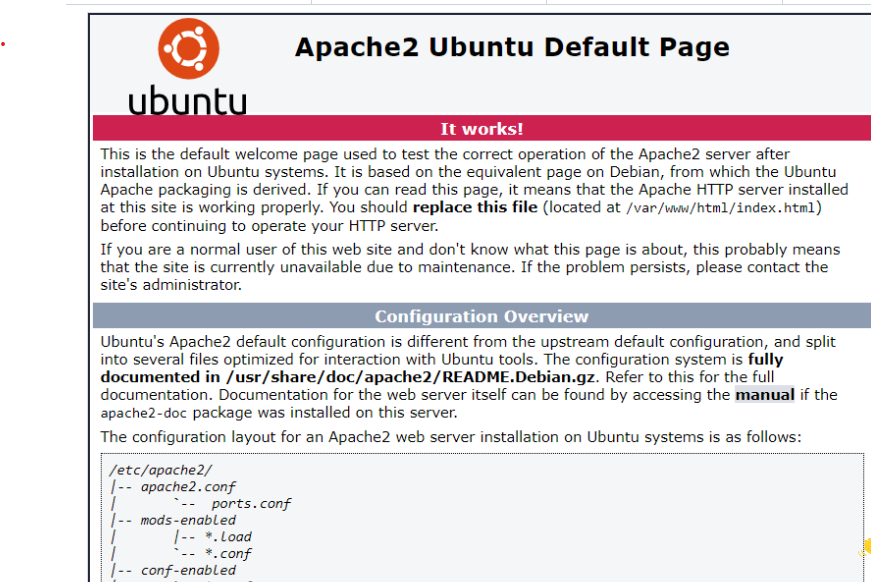 Apache2 Ubuntu Default Page
ubuntu
It works!
This is the default welcome page used to test the correct operation of the Apache2 server after
installation on Ubuntu systems. It is based on the equivalent page on Debian, from which the Ubuntu
Apache packaging is derived. If you can read this page, it means that the Apache HTTP server installed
at this site is working properly. You should replace this file (located at /var/www/html/index.html)
before continuing to operate your HTTP server.
If you are a normal user of this web site and don't know what this page is about, this probably means
that the site is currently unavailable due to maintenance. If the problem persists, please contact the
site's administrator.
Configuration Overview
Ubuntu's Apache2 default configuration is different from the upstream default configuration, and split
into several files optimized for interaction with Ubuntu tools. The configuration system is fully
documented in /usr/share/doc/apache2/README.Debian.gz. Refer to this for the full
documentation. Documentation for the web server itself can be found by accessing the manual if the
apache2-doc package was installed on this server.
The configuration layout for an Apache2 web server installation on Ubuntu systems is as follows:
/etc/apache2/
|-- apache2.conf
|       `--  ports.conf
|-- mods-enabled
|       |-- *.load
|       `-- *.conf
|-- conf-enabled